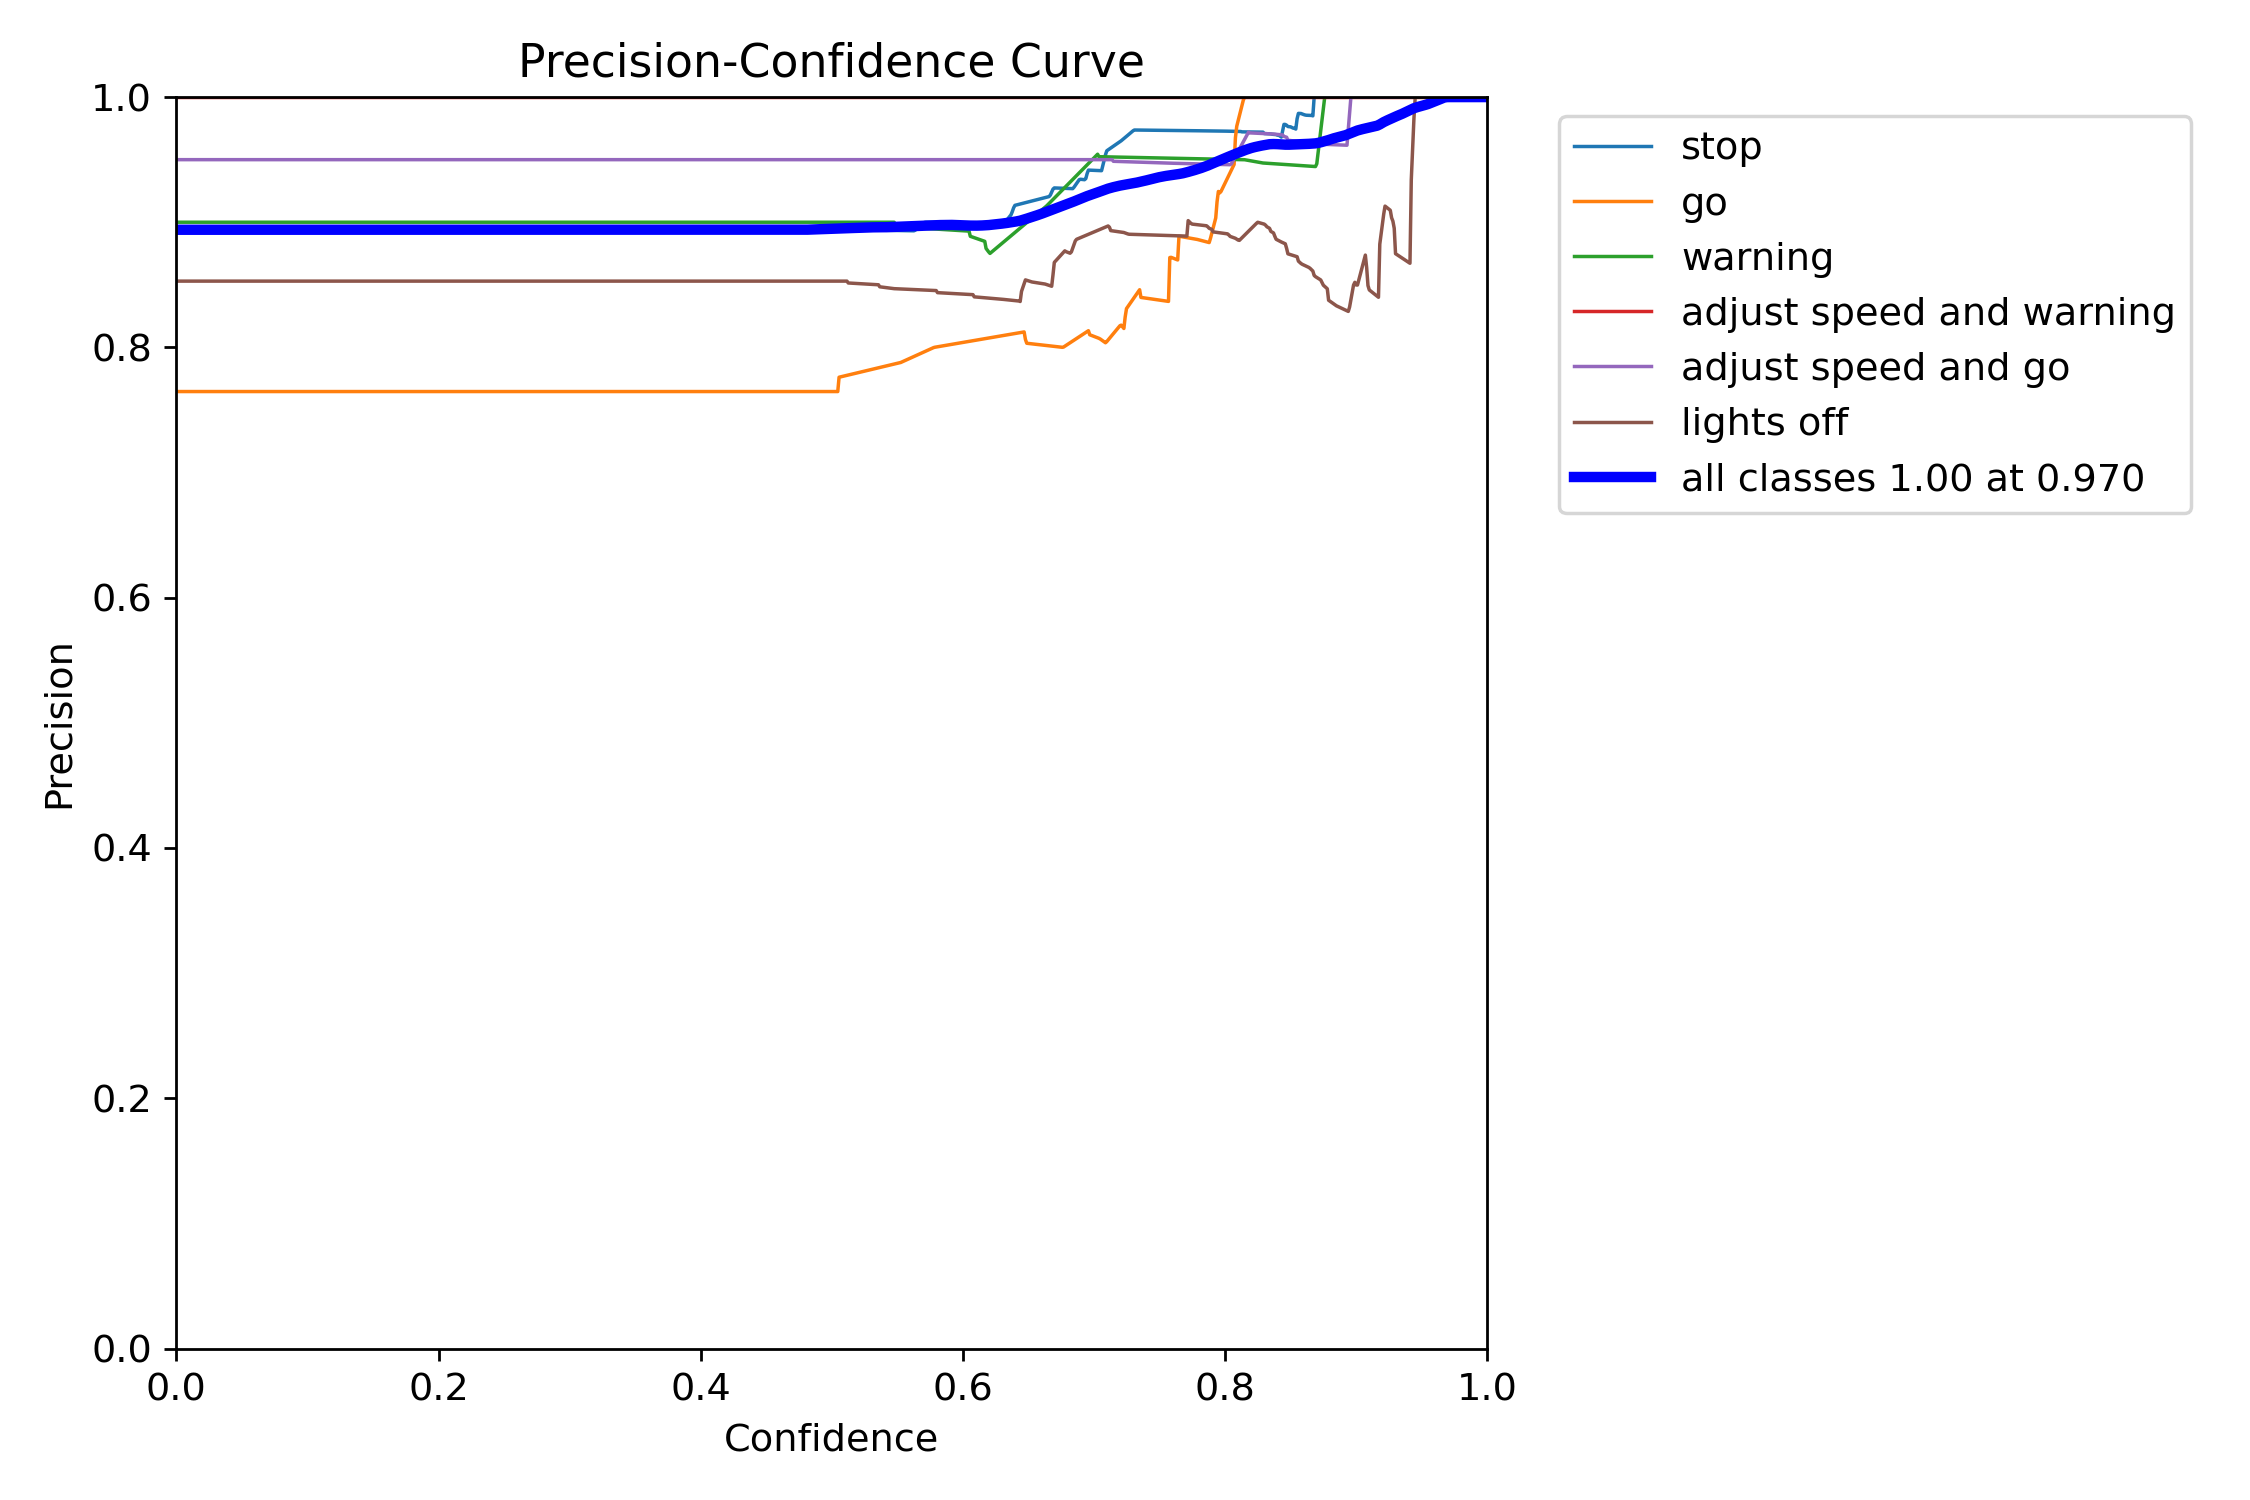 Precision-Confidence Curve
1.0
0.8
0.6
0.4
0.2
0.0
Precision
0.0 0.2 0.4 0.6 0.8 1.0
Confidence
stop
go
warning
adjust speed and warning
adjust speed and go
lights off
all classes 1.00 at 0.970